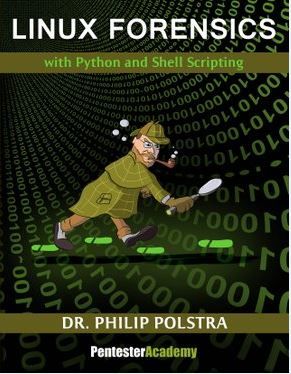 LINUX FORENSICS
with Python and Shell Scripting
DR. PHILIP POLSTRA
PentesterAcademy